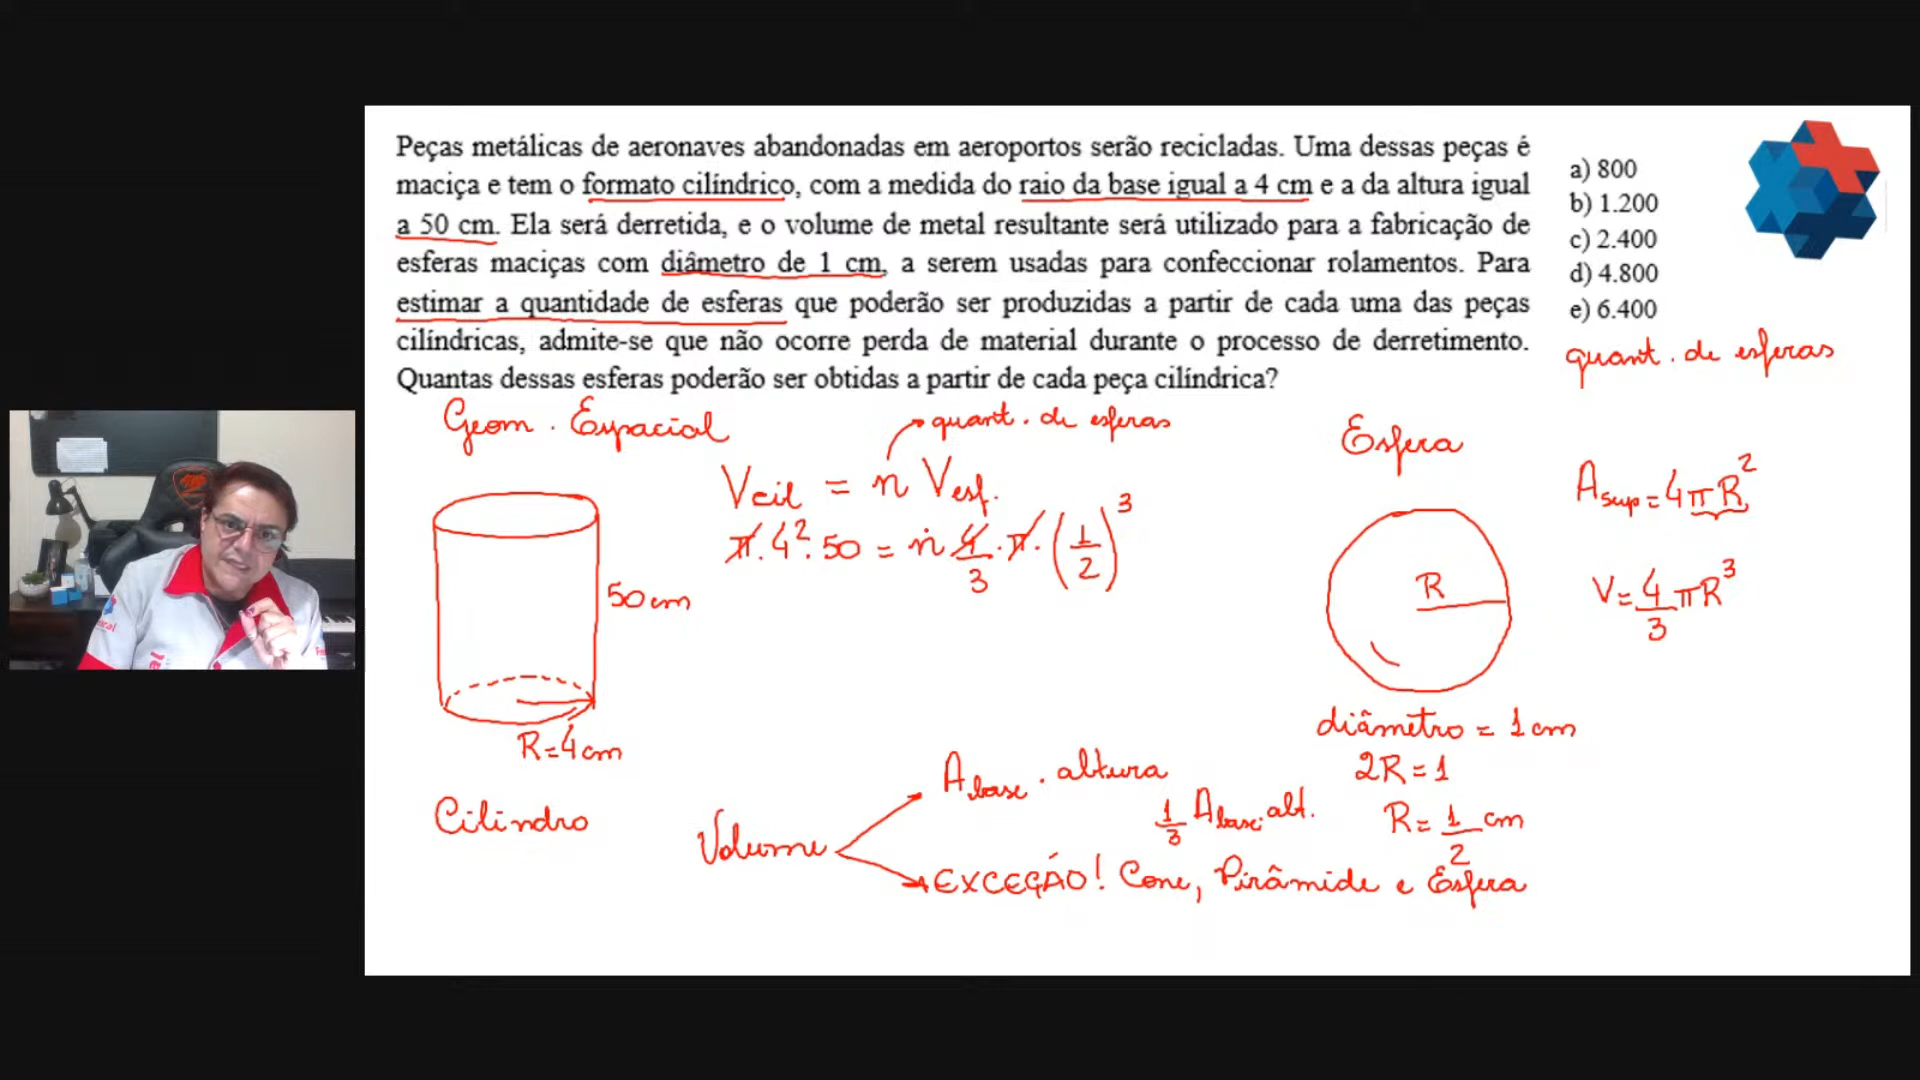 Peças metálicas de aeronaves abandonadas em aeroportos serão recicladas. Uma dessas peças é
maciça e tem o formato cilíndrico, com a medida do raio da base igual a 4 cm e a da altura igual
a 50 cm. Ela será derretida, e o volume de metal resultante será utilizado para a fabricação de
esferas maciças com diâmetro de 1 cm, a serem usadas para confeccionar rolamentos. Para
estimar a quantidade de esferas que poderão ser produzidas a partir de cada uma das peças
cilíndricas, admite-se que não ocorre perda de material durante o processo de derretimento.
Quantas dessas esferas poderão ser obtidas a partir de cada peça cilíndrica?
a) 800
b) 1.200
c) 2.400
d) 4.800
e) 6.400
quant. de esferas
Geom. Espacial
quant. de esferas
Vcil = n Vesf.
π.4².50 = n 4/3 . π . (1/2)³
50cm
R=4cm
Cilindro
Volume
Abase . altura
1/3 Abase.alt.
EXCEÇÃO! Cone, Pirâmide e Esfera
Esfera
R
diâmetro = 1cm
2R=1
R=1/2 cm
Asup=4πR²
V=4/3 πR³